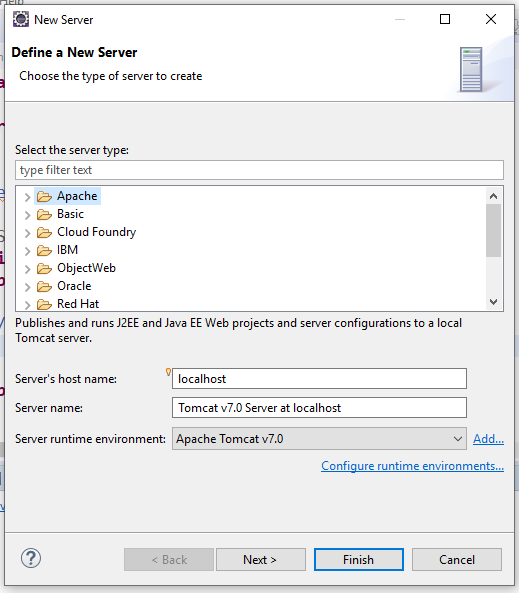 Help
New Server
Define a New Server
Choose the type of server to create
Select the server type:
type filter text
Apache
Basic
Cloud Foundry
IBM
ObjectWeb
Oracle
Red Hat
Publishes and runs J2EE and Java EE Web projects and server configurations to a local
Tomcat server.
Server's host name: localhost
Server name: Tomcat v7.0 Server at localhost
Server runtime environment: Apache Tomcat v7.0 Add...
Configure runtime environments...
? < Back Next > Finish Cancel